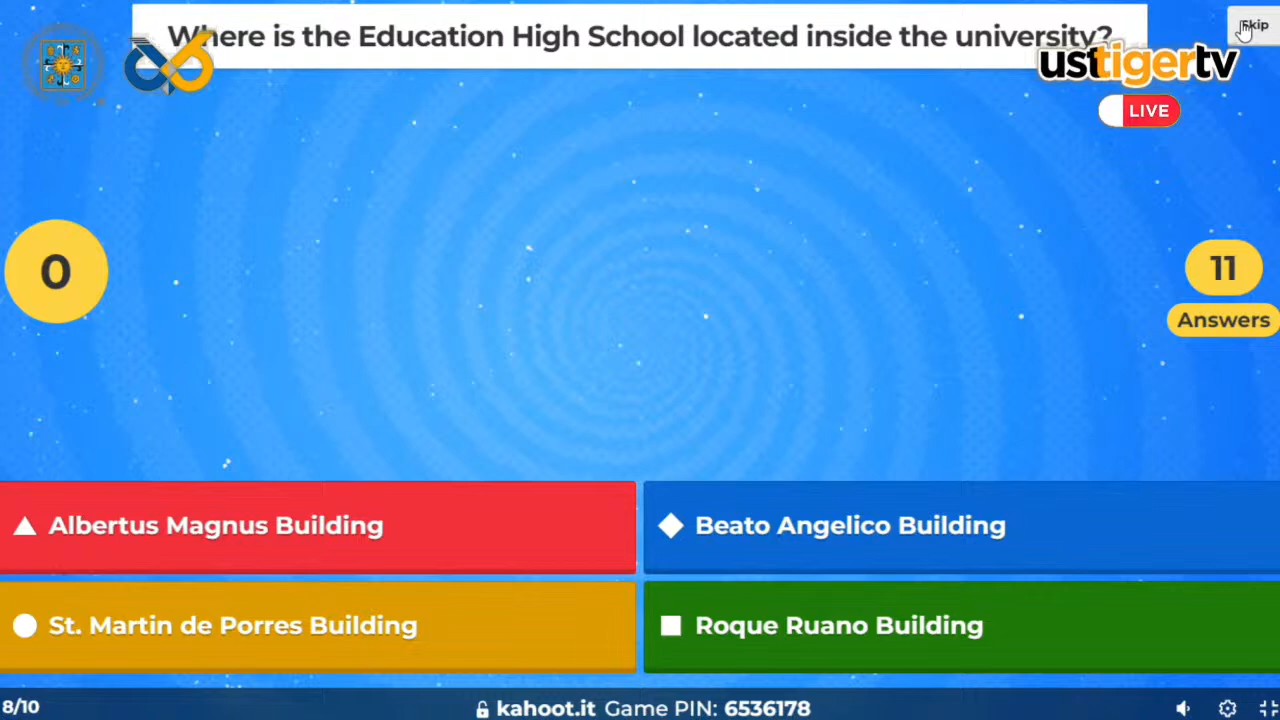 Where is the Education High School located inside the university?
Skip
usttigertv
LIVE
0
11
Answers
Albertus Magnus Building
Beato Angelico Building
St. Martin de Porres Building
Roque Ruano Building
8/10
kahoot.it Game PIN: 6536178